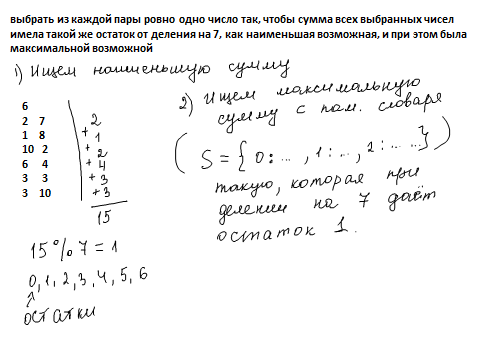 выбрать из каждой пары ровно одно число так, чтобы сумма всех выбранных чисел
имела такой же остаток от деления на 7, как наименьшая возможная, и при этом была
максимальной возможной
1) Ищем наименьшую сумму
6
2 7
1 8
10 2
6 4
3 3
3 10
2
+ 1
+ 2
+ 4
+ 3
+ 3
15
15 % 7 = 1
0, 1, 2, 3, 4, 5, 6
остатки
2) Ищем максимальную
сумму с пом. словаря
( S = { 0: ... , 1: ... , 2: ... ... } )
такую, которая при
делении на 7 даёт
остаток 1.